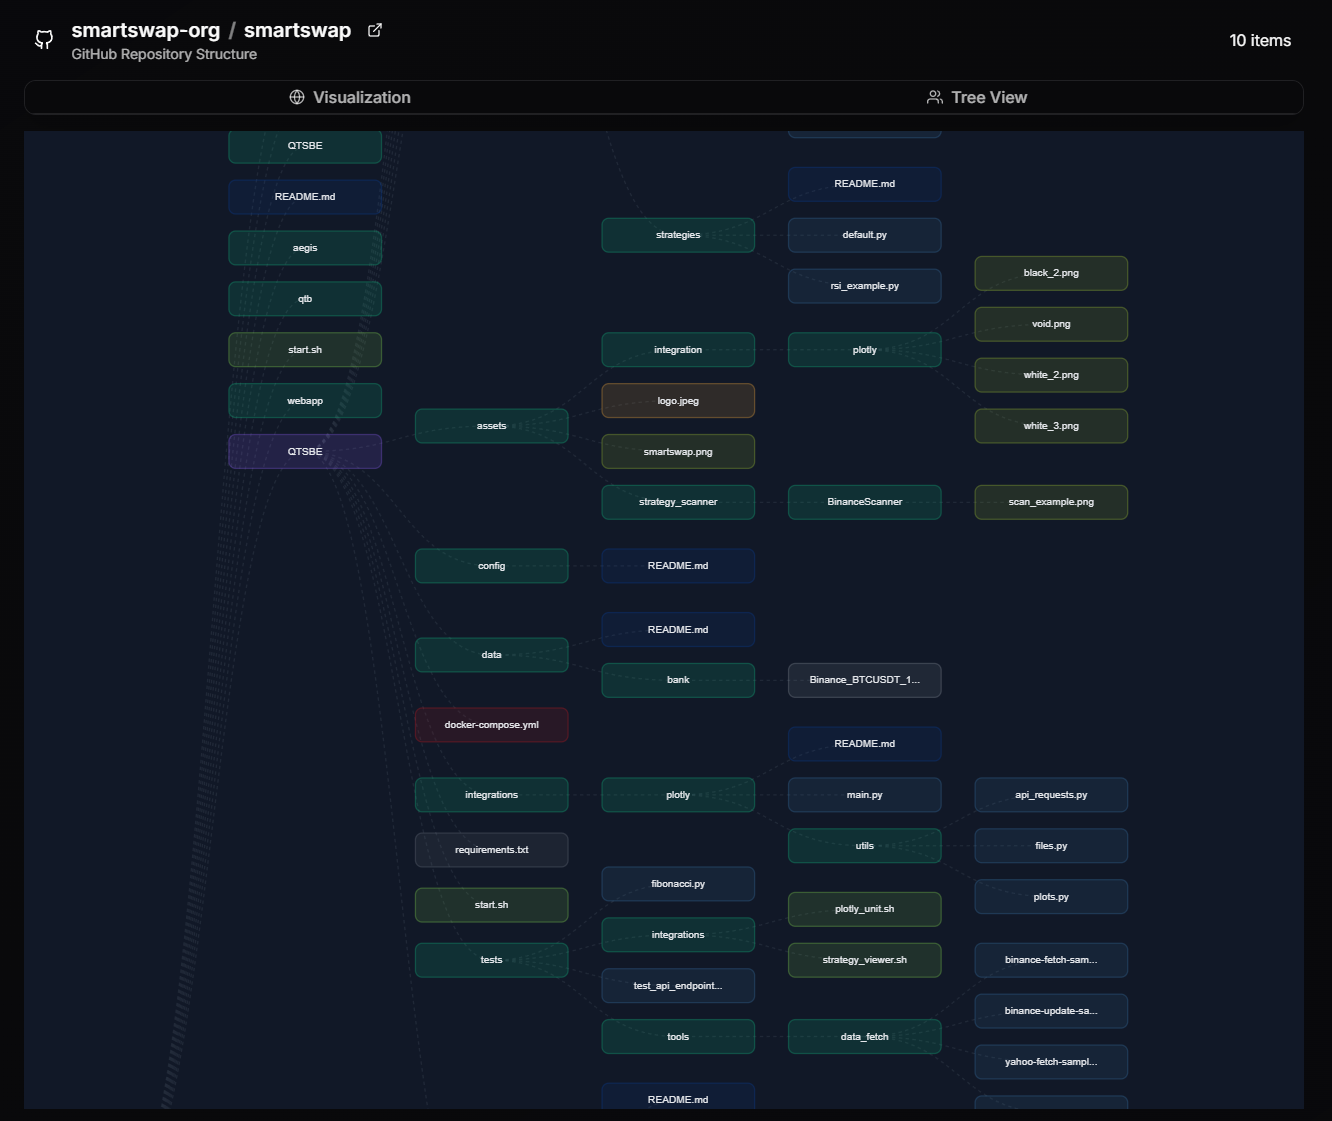 smartswap-org / smartswap
GitHub Repository Structure
10 items
Visualization
Tree View
QTSBE
README.md
aegis
qtb
start.sh
webapp
QTSBE
assets
config
data
docker-compose.yml
integrations
requirements.txt
start.sh
tests
strategies
integration
logo.jpeg
smartswap.png
strategy_scanner
README.md
README.md
bank
plotly
fibonacci.py
integrations
test_api_endpoint...
tools
README.md
README.md
default.py
rsi_example.py
plotly
BinanceScanner
Binance_BTCUSDT_1...
README.md
main.py
utils
plotly_unit.sh
strategy_viewer.sh
data_fetch
black_2.png
void.png
white_2.png
white_3.png
scan_example.png
api_requests.py
files.py
plots.py
binance-fetch-sam...
binance-update-sa...
yahoo-fetch-sampl...